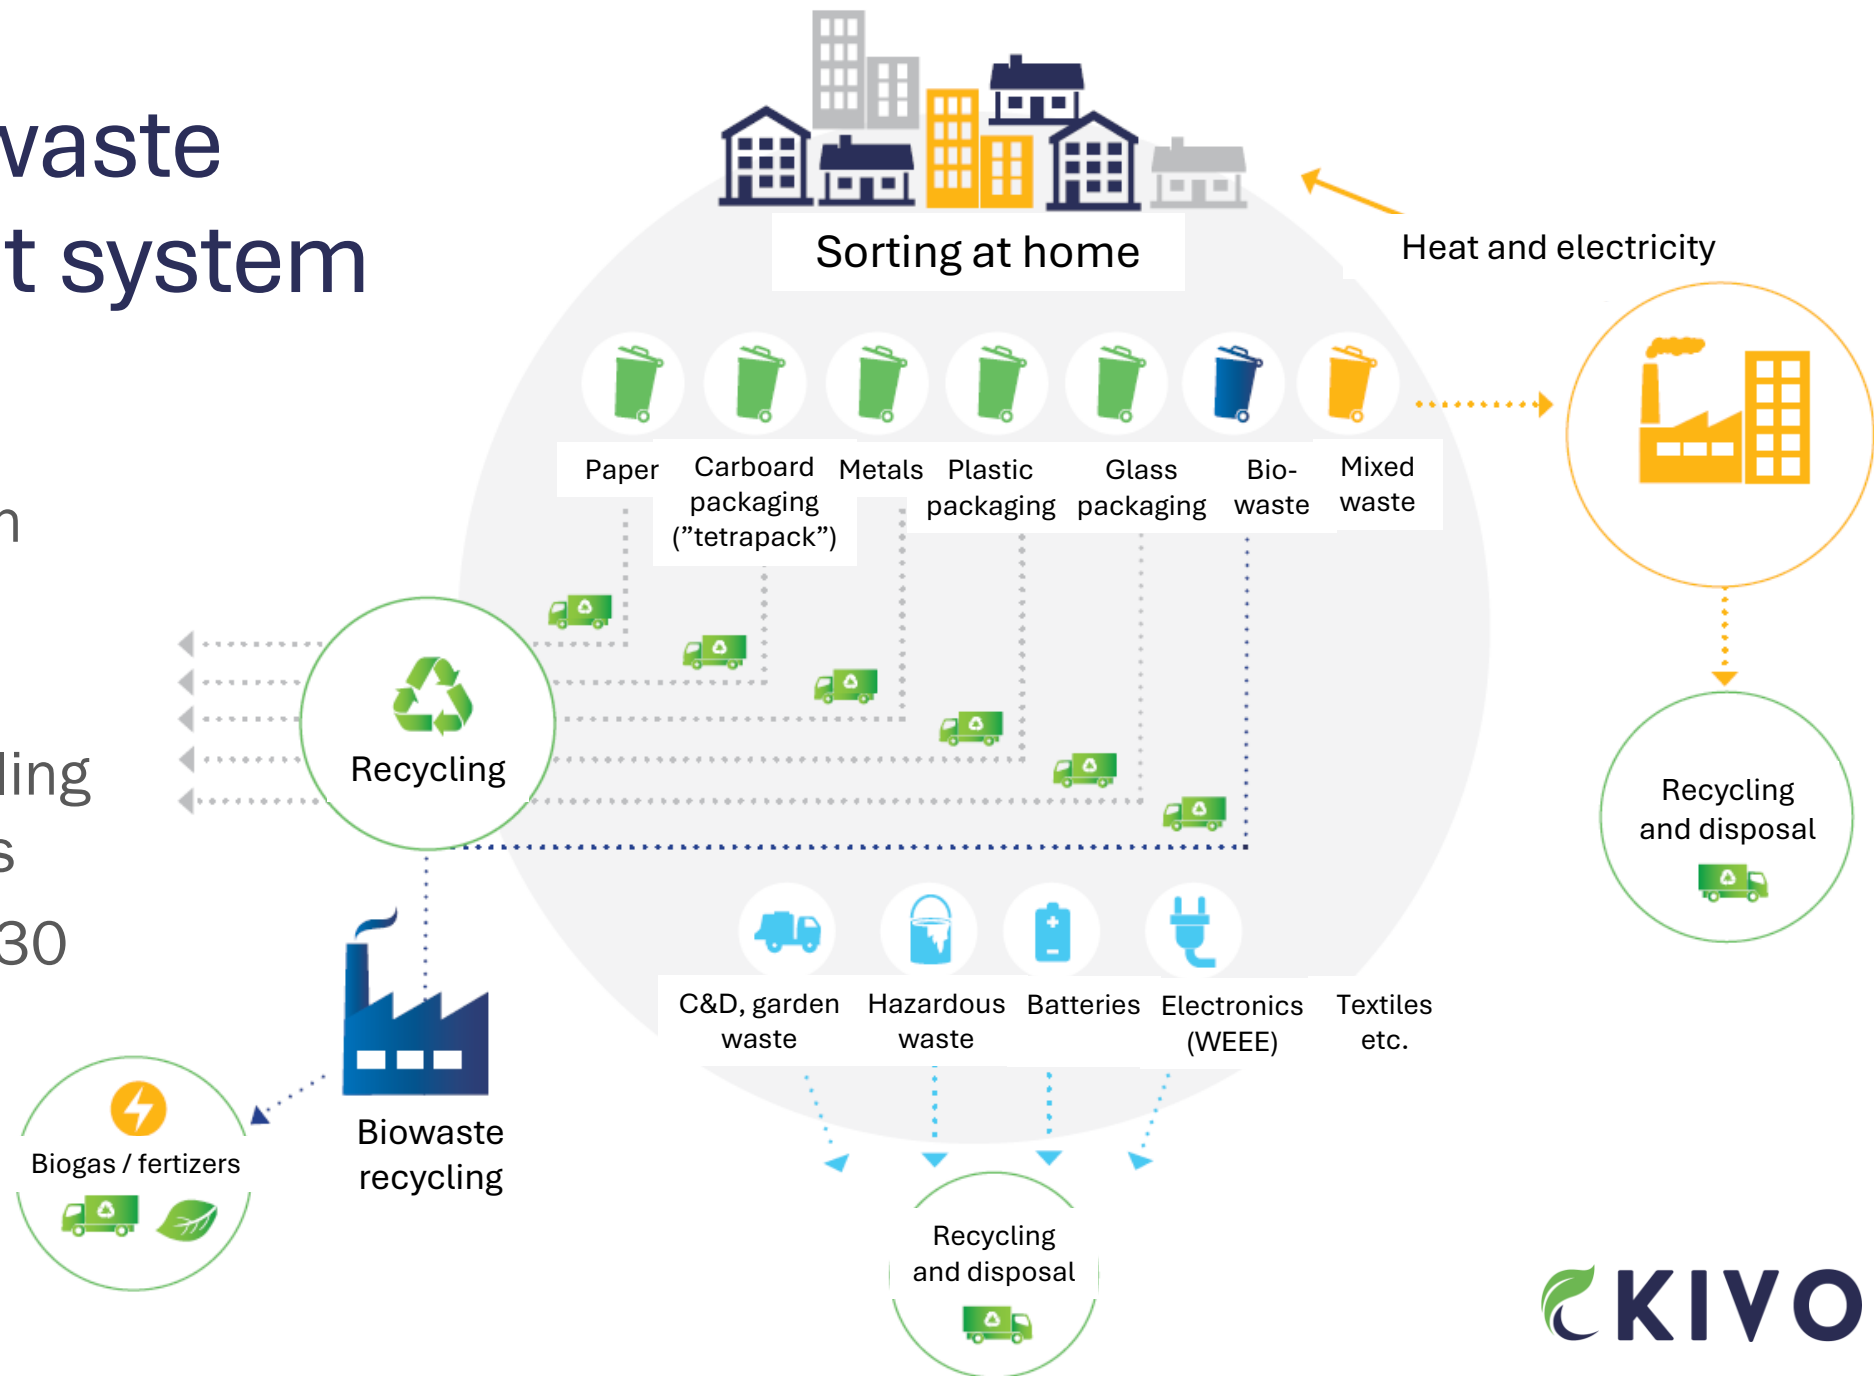 waste
t system
30
Sorting at home
Heat and electricity
Paper
Carboard
packaging
("tetrapack")
Metals
Plastic
packaging
Glass
packaging
Bio-
waste
Mixed
waste
Recycling
Recycling
and disposal
C&D, garden
waste
Hazardous
waste
Batteries
Electronics
(WEEE)
Textiles
etc.
Biowaste
recycling
Biogas / fertizers
Recycling
and disposal
KIVO